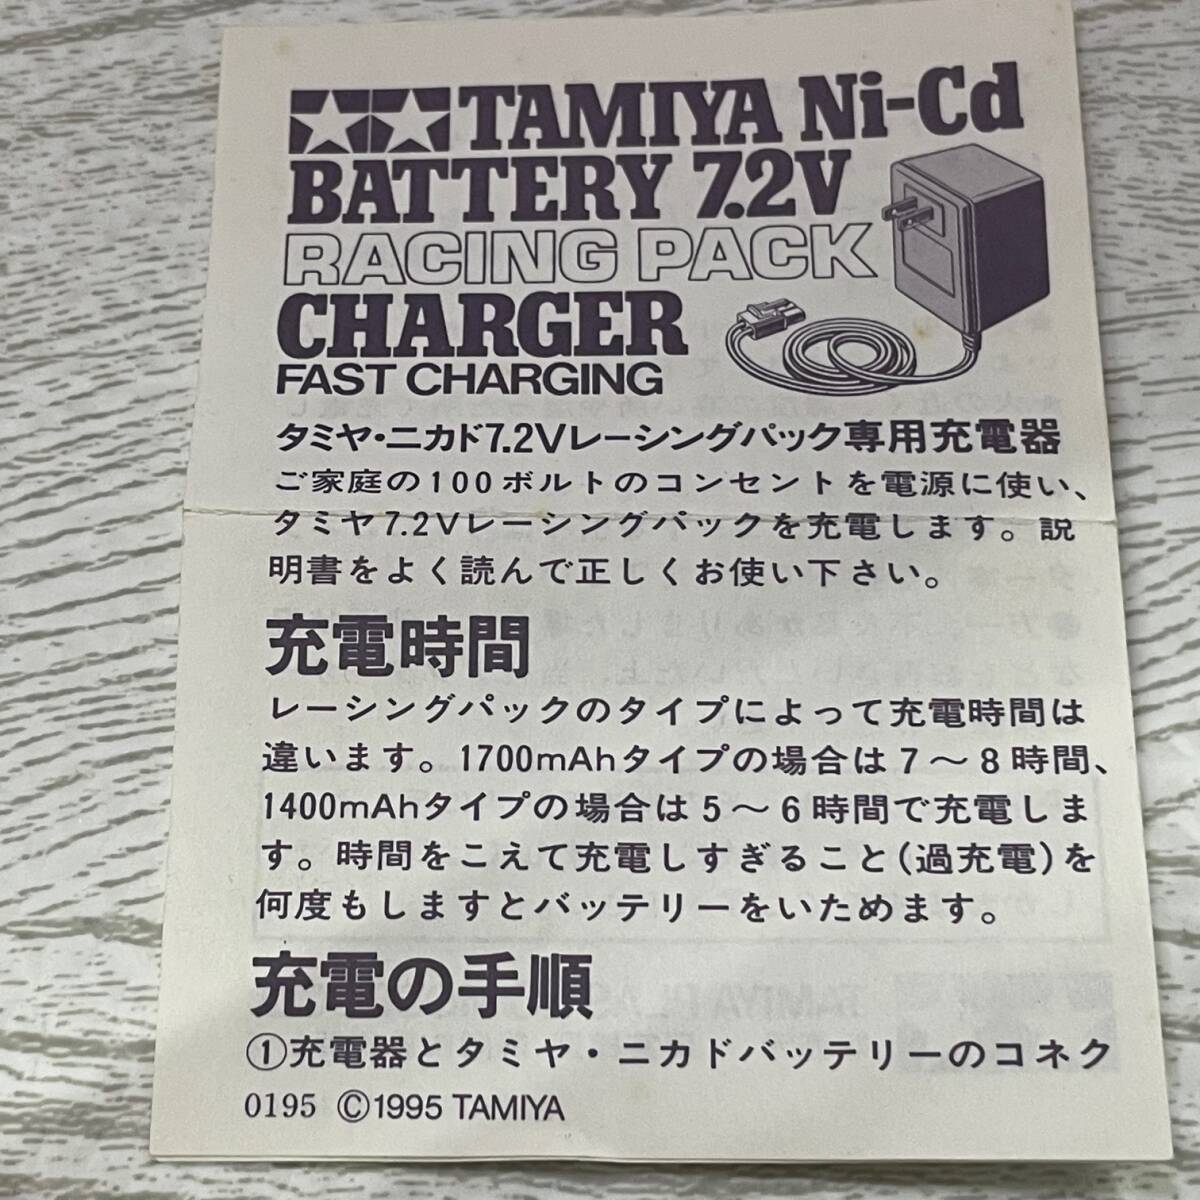 TAMIYA Ni-Cd
BATTERY 7.2V
RACING PACK
CHARGER
FAST CHARGING
タミヤ・ニカド7.2Vレーシングパック専用充電器
ご家庭の100ボルトのコンセントを電源に使い、
タミヤ7.2Vレーシングパックを充電します。説
明書をよく読んで正しくお使い下さい。
充電時間
レーシングパックのタイプによって充電時間は
違います。1700mAhタイプの場合は7〜8時間、
1400mAhタイプの場合は5〜6時間で充電しま
す。時間をこえて充電しすぎること(過充電)を
何度もしますとバッテリーをいためます。
充電の手順
①充電器とタミヤ・ニカドバッテリーのコネク
0195 ©1995 TAMIYA